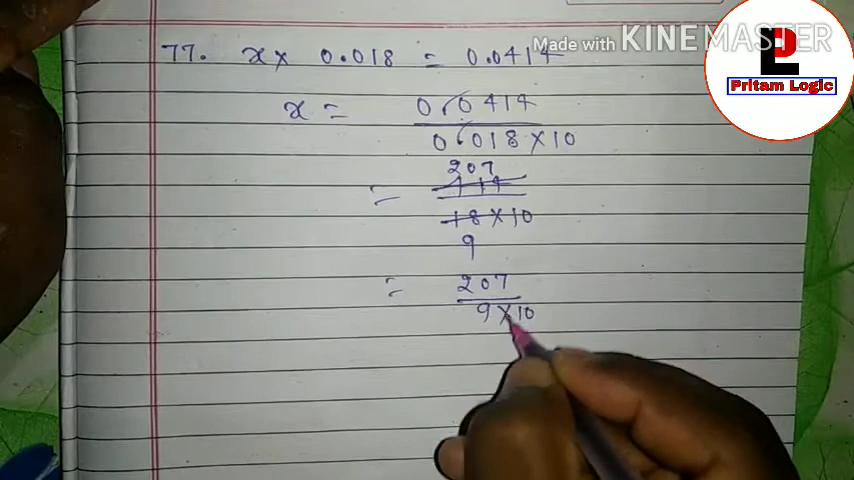 Made with KINEMASTER
LP
Pritam Logic
77. x × 0.018 = 0.0414
x = 0.0414
0.018 × 10
207
= 414
18 × 10
9
= 207
9 × 10